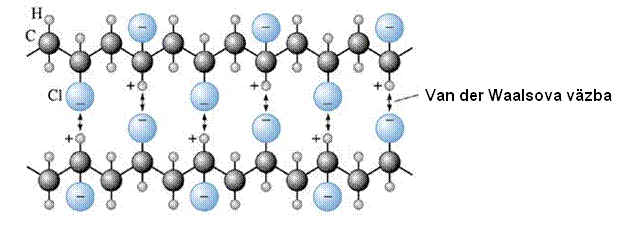 H
C
Cl
Van der Waalsova väzba
− − −
+ + +
− − −
− − −
+ + +
− − −